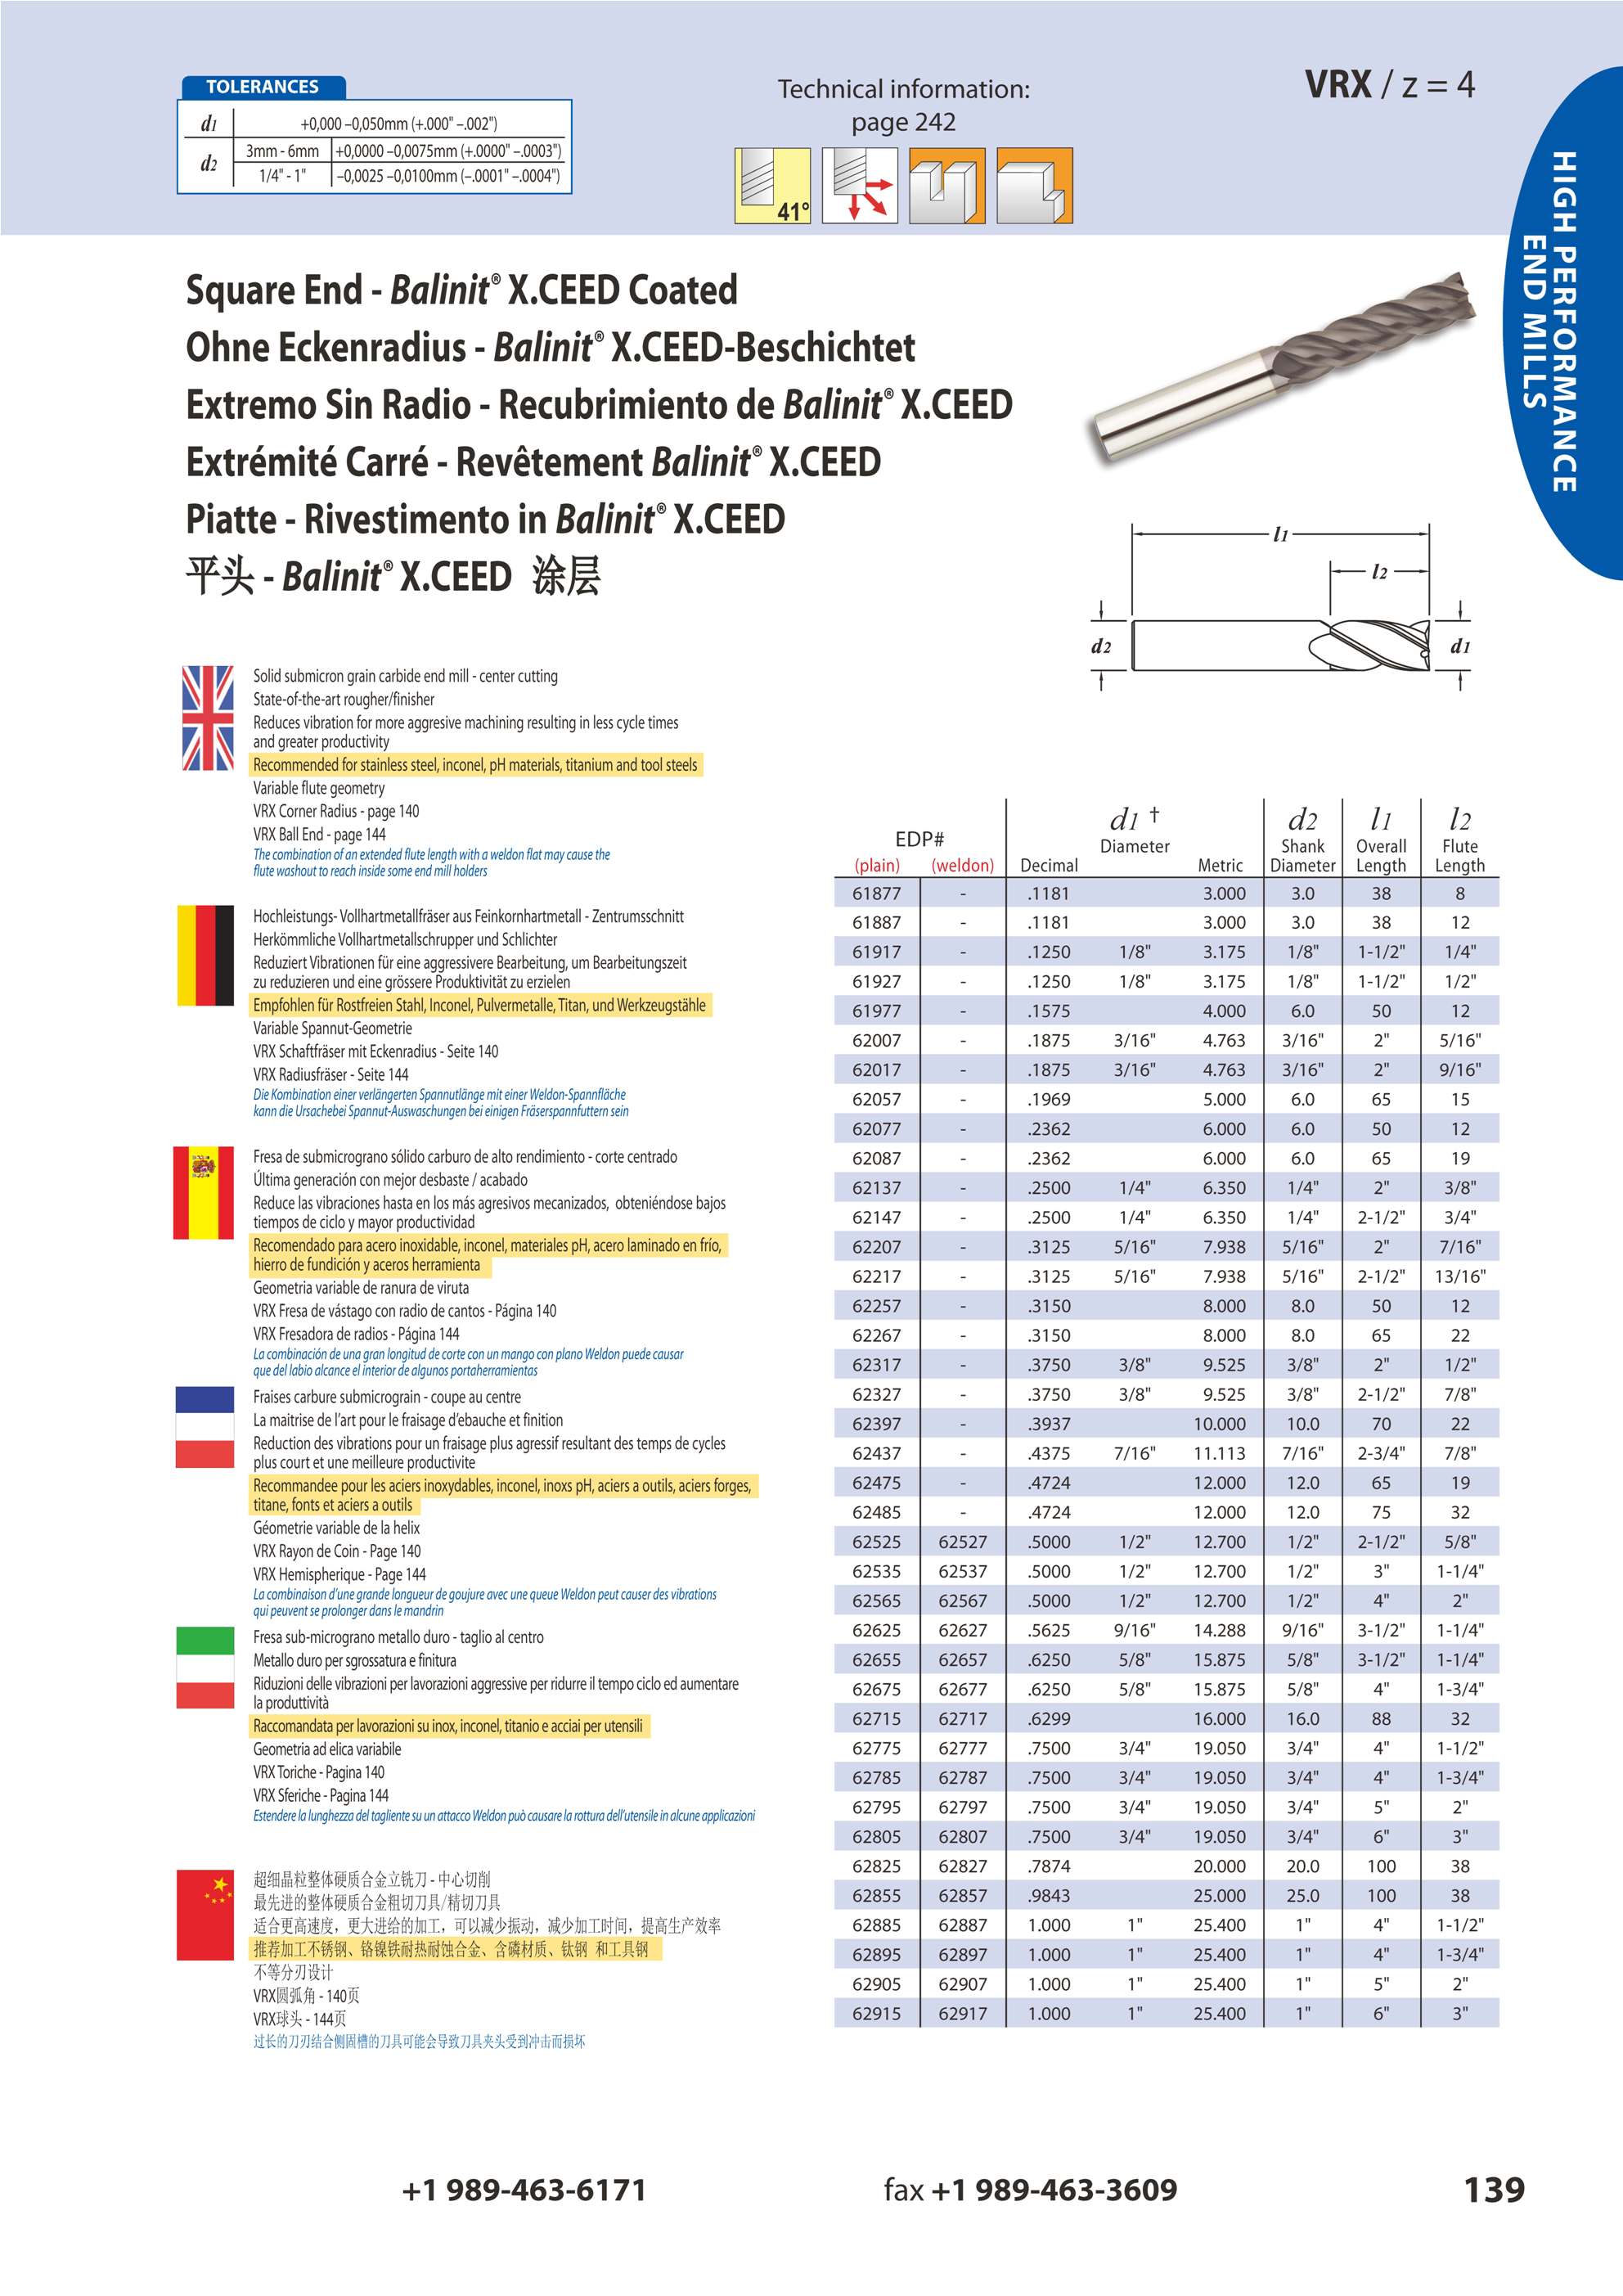 TOLERANCES
d1 +0,000 –0,050mm (+.000" –.002")
d2 3mm - 6mm +0,0000 –0,0075mm (+.0000" –.0003")
1/4" - 1" –0,0025 –0,0100mm (–.0001" –.0004")
Technical information:
page 242
41°
VRX / z = 4
HIGH PERFORMANCE
END MILLS
Square End - Balinit® X.CEED Coated
Ohne Eckenradius - Balinit® X.CEED-Beschichtet
Extremo Sin Radio - Recubrimiento de Balinit® X.CEED
Extrémité Carré - Revêtement Balinit® X.CEED
Piatte - Rivestimento in Balinit® X.CEED
平头 - Balinit® X.CEED 涂层
l1
l2
d2
d1
Solid submicron grain carbide end mill - center cutting
State-of-the-art rougher/finisher
Reduces vibration for more aggresive machining resulting in less cycle times
and greater productivity
Recommended for stainless steel, inconel, pH materials, titanium and tool steels
Variable flute geometry
VRX Corner Radius - page 140
VRX Ball End - page 144
The combination of an extended flute length with a weldon flat may cause the
flute washout to reach inside some end mill holders
Hochleistungs- Vollhartmetallfräser aus Feinkornhartmetall - Zentrumsschnitt
Herkömmliche Vollhartmetallschrupper und Schlichter
Reduziert Vibrationen für eine aggressivere Bearbeitung, um Bearbeitungszeit
zu reduzieren und eine grössere Produktivität zu erzielen
Empfohlen für Rostfreien Stahl, Inconel, Pulvermetalle, Titan, und Werkzeugstähle
Variable Spannut-Geometrie
VRX Schaftfräser mit Eckenradius - Seite 140
VRX Radiusfräser - Seite 144
Die Kombination einer verlängerten Spannutlänge mit einer Weldon-Spannfläche
kann die Ursachebei Spannut-Auswaschungen bei einigen Fräserspannfuttern sein
Fresa de submicrograno sólido carburo de alto rendimiento - corte centrado
Última generación con mejor desbaste / acabado
Reduce las vibraciones hasta en los más agresivos mecanizados, obteniéndose bajos
tiempos de ciclo y mayor productividad
Recomendado para acero inoxidable, inconel, materiales pH, acero laminado en frío,
hierro de fundición y aceros herramienta
Geometria variable de ranura de viruta
VRX Fresa de vástago con radio de cantos - Página 140
VRX Fresadora de radios - Página 144
La combinación de una gran longitud de corte con un mango con plano Weldon puede causar
que del labio alcance el interior de algunos portaherramientas
Fraises carbure submicrograin - coupe au centre
La maitrise de l'art pour le fraisage d'ebauche et finition
Reduction des vibrations pour un fraisage plus agressif resultant des temps de cycles
plus court et une meilleure productivite
Recommandee pour les aciers inoxydables, inconel, inoxs pH, aciers a outils, aciers forges,
titane, fonts et aciers a outils
Géometrie variable de la helix
VRX Rayon de Coin - Page 140
VRX Hemispherique - Page 144
La combinaison d'une grande longueur de goujure avec une queue Weldon peut causer des vibrations
qui peuvent se prolonger dans le mandrin
Fresa sub-micrograno metallo duro - taglio al centro
Metallo duro per sgrossatura e finitura
Riduzioni delle vibrazioni per lavorazioni aggressive per ridurre il tempo ciclo ed aumentare
la produttività
Raccomandata per lavorazioni su inox, inconel, titanio e acciai per utensili
Geometria ad elica variabile
VRX Toriche - Pagina 140
VRX Sferiche - Pagina 144
Estendere la lunghezza del tagliente su un attacco Weldon può causare la rottura dell'utensile in alcune applicazioni
超细晶粒整体硬质合金立铣刀 - 中心切削
最先进的整体硬质合金粗切刀具/精切刀具
适合更高速度，更大进给的加工，可以减少振动，减少加工时间，提高生产效率
推荐加工不锈钢、铬镍铁耐热耐蚀合金、含磷材质、钛钢 和工具钢
不等分刃设计
VRX圆弧角 - 140页
VRX球头 - 144页
过长的刀刃结合侧固槽的刀具可能会导致刀具夹头受到冲击而损坏
EDP# d1 † Diameter d2 Shank Diameter l1 Overall Length l2 Flute Length
(plain) (weldon) Decimal Metric
61877 - .1181 3.000 3.0 38 8
61887 - .1181 3.000 3.0 38 12
61917 - .1250 1/8" 3.175 1/8" 1-1/2" 1/4"
61927 - .1250 1/8" 3.175 1/8" 1-1/2" 1/2"
61977 - .1575 4.000 6.0 50 12
62007 - .1875 3/16" 4.763 3/16" 2" 5/16"
62017 - .1875 3/16" 4.763 3/16" 2" 9/16"
62057 - .1969 5.000 6.0 65 15
62077 - .2362 6.000 6.0 50 12
62087 - .2362 6.000 6.0 65 19
62137 - .2500 1/4" 6.350 1/4" 2" 3/8"
62147 - .2500 1/4" 6.350 1/4" 2-1/2" 3/4"
62207 - .3125 5/16" 7.938 5/16" 2" 7/16"
62217 - .3125 5/16" 7.938 5/16" 2-1/2" 13/16"
62257 - .3150 8.000 8.0 50 12
62267 - .3150 8.000 8.0 65 22
62317 - .3750 3/8" 9.525 3/8" 2" 1/2"
62327 - .3750 3/8" 9.525 3/8" 2-1/2" 7/8"
62397 - .3937 10.000 10.0 70 22
62437 - .4375 7/16" 11.113 7/16" 2-3/4" 7/8"
62475 - .4724 12.000 12.0 65 19
62485 - .4724 12.000 12.0 75 32
62525 62527 .5000 1/2" 12.700 1/2" 2-1/2" 5/8"
62535 62537 .5000 1/2" 12.700 1/2" 3" 1-1/4"
62565 62567 .5000 1/2" 12.700 1/2" 4" 2"
62625 62627 .5625 9/16" 14.288 9/16" 3-1/2" 1-1/4"
62655 62657 .6250 5/8" 15.875 5/8" 3-1/2" 1-1/4"
62675 62677 .6250 5/8" 15.875 5/8" 4" 1-3/4"
62715 62717 .6299 16.000 16.0 88 32
62775 62777 .7500 3/4" 19.050 3/4" 4" 1-1/2"
62785 62787 .7500 3/4" 19.050 3/4" 4" 1-3/4"
62795 62797 .7500 3/4" 19.050 3/4" 5" 2"
62805 62807 .7500 3/4" 19.050 3/4" 6" 3"
62825 62827 .7874 20.000 20.0 100 38
62855 62857 .9843 25.000 25.0 100 38
62885 62887 1.000 1" 25.400 1" 4" 1-1/2"
62895 62897 1.000 1" 25.400 1" 4" 1-3/4"
62905 62907 1.000 1" 25.400 1" 5" 2"
62915 62917 1.000 1" 25.400 1" 6" 3"
+1 989-463-6171
fax +1 989-463-3609
139